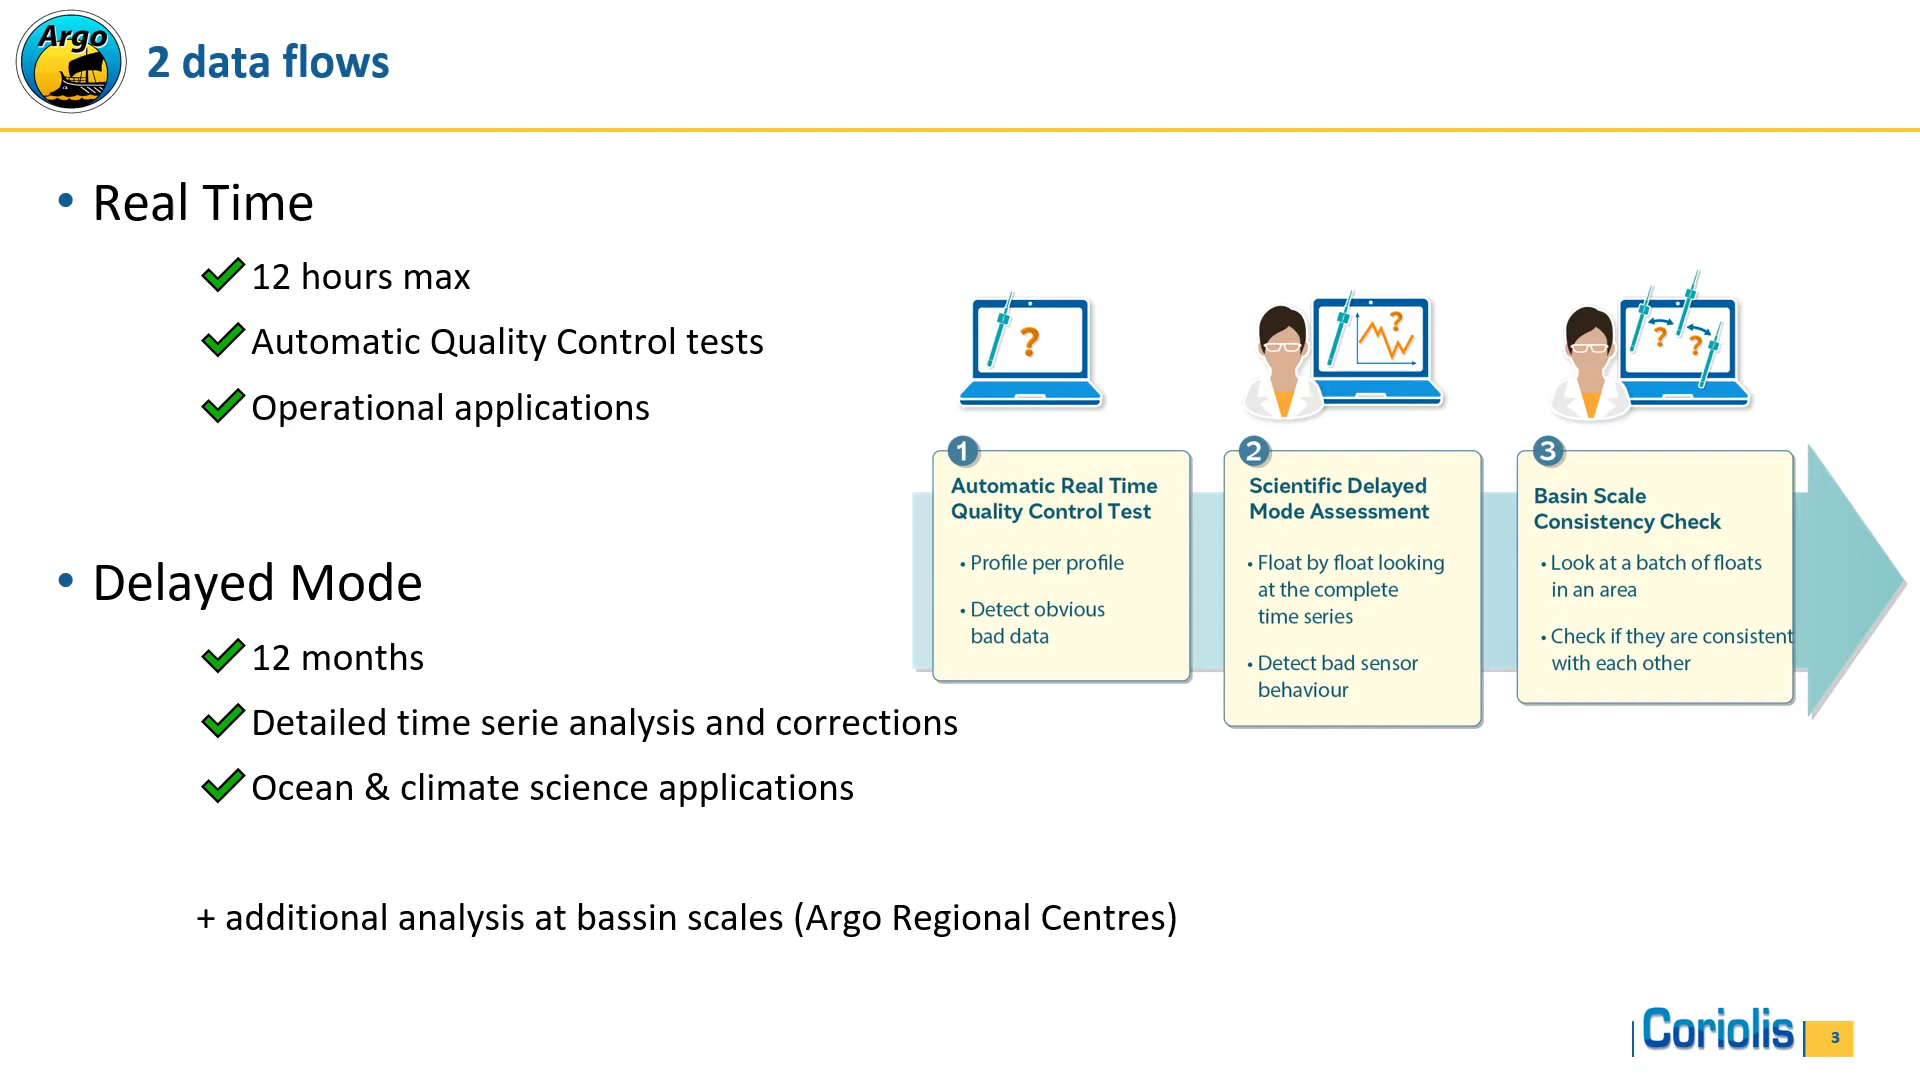 Argo
2 data flows
• Real Time
12 hours max
Automatic Quality Control tests
Operational applications
• Delayed Mode
12 months
Detailed time serie analysis and corrections
Ocean & climate science applications
+ additional analysis at bassin scales (Argo Regional Centres)
?
1
Automatic Real Time
Quality Control Test
• Profile per profile
• Detect obvious
bad data
?
2
Scientific Delayed
Mode Assessment
• Float by float looking
at the complete
time series
• Detect bad sensor
behaviour
? ?
3
Basin Scale
Consistency Check
• Look at a batch of floats
in an area
• Check if they are consistent
with each other
Coriolis
3